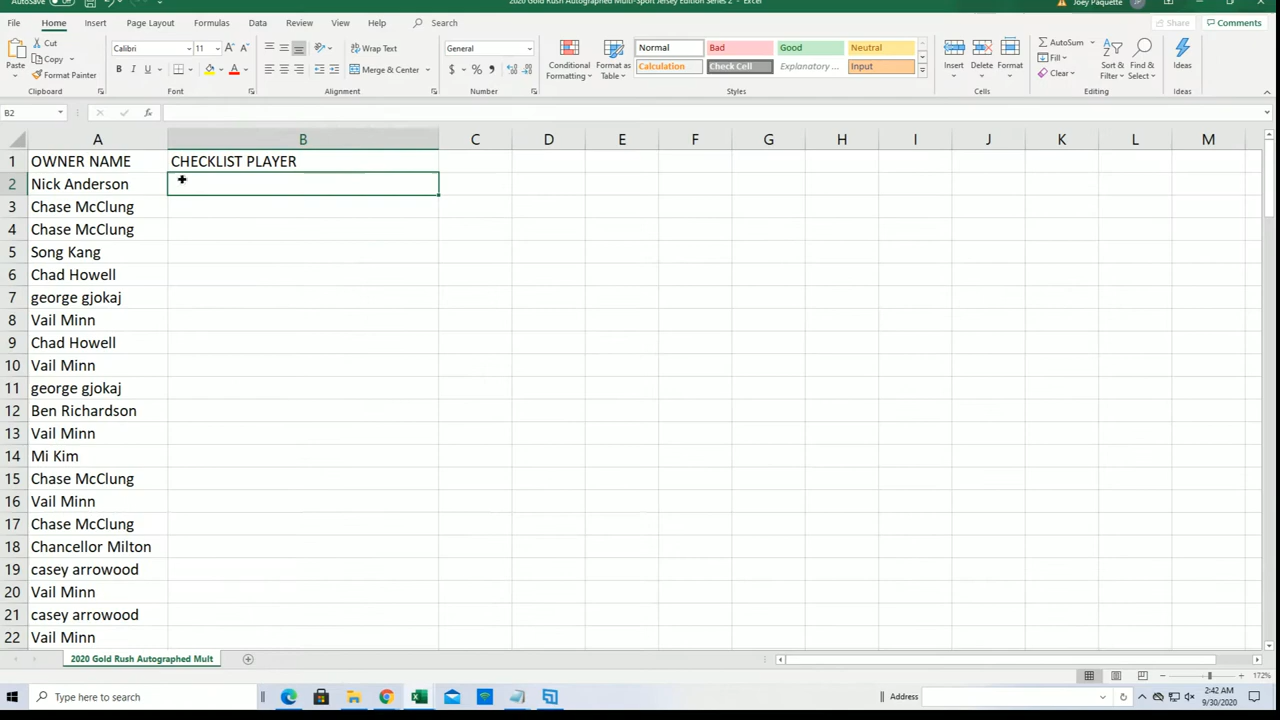 AutoSave
2020 Gold Rush Autographed Multi-Sport Jersey Edition Series 2 - Excel
Joey Paquette JP
File Home Insert Page Layout Formulas Data Review View Help Search Share Comments
Paste Cut Copy Format Painter
Calibri 11 A A B I U A
ab Wrap Text Merge & Center
General $ % ,
Conditional Formatting Format as Table
Normal Bad Good Neutral
Calculation Check Cell Explanatory ... Input
Insert Delete Format
AutoSum Fill Clear
Sort & Filter Find & Select Ideas
Clipboard Font Alignment Number Styles Cells Editing Ideas
B2 fx
A B C D E F G H I J K L M
1 OWNER NAME CHECKLIST PLAYER
2 Nick Anderson
3 Chase McClung
4 Chase McClung
5 Song Kang
6 Chad Howell
7 george gjokaj
8 Vail Minn
9 Chad Howell
10 Vail Minn
11 george gjokaj
12 Ben Richardson
13 Vail Minn
14 Mi Kim
15 Chase McClung
16 Vail Minn
17 Chase McClung
18 Chancellor Milton
19 casey arrowood
20 Vail Minn
21 casey arrowood
22 Vail Minn
2020 Gold Rush Autographed Mult
172%
Type here to search
Address
2:42 AM
9/30/2020